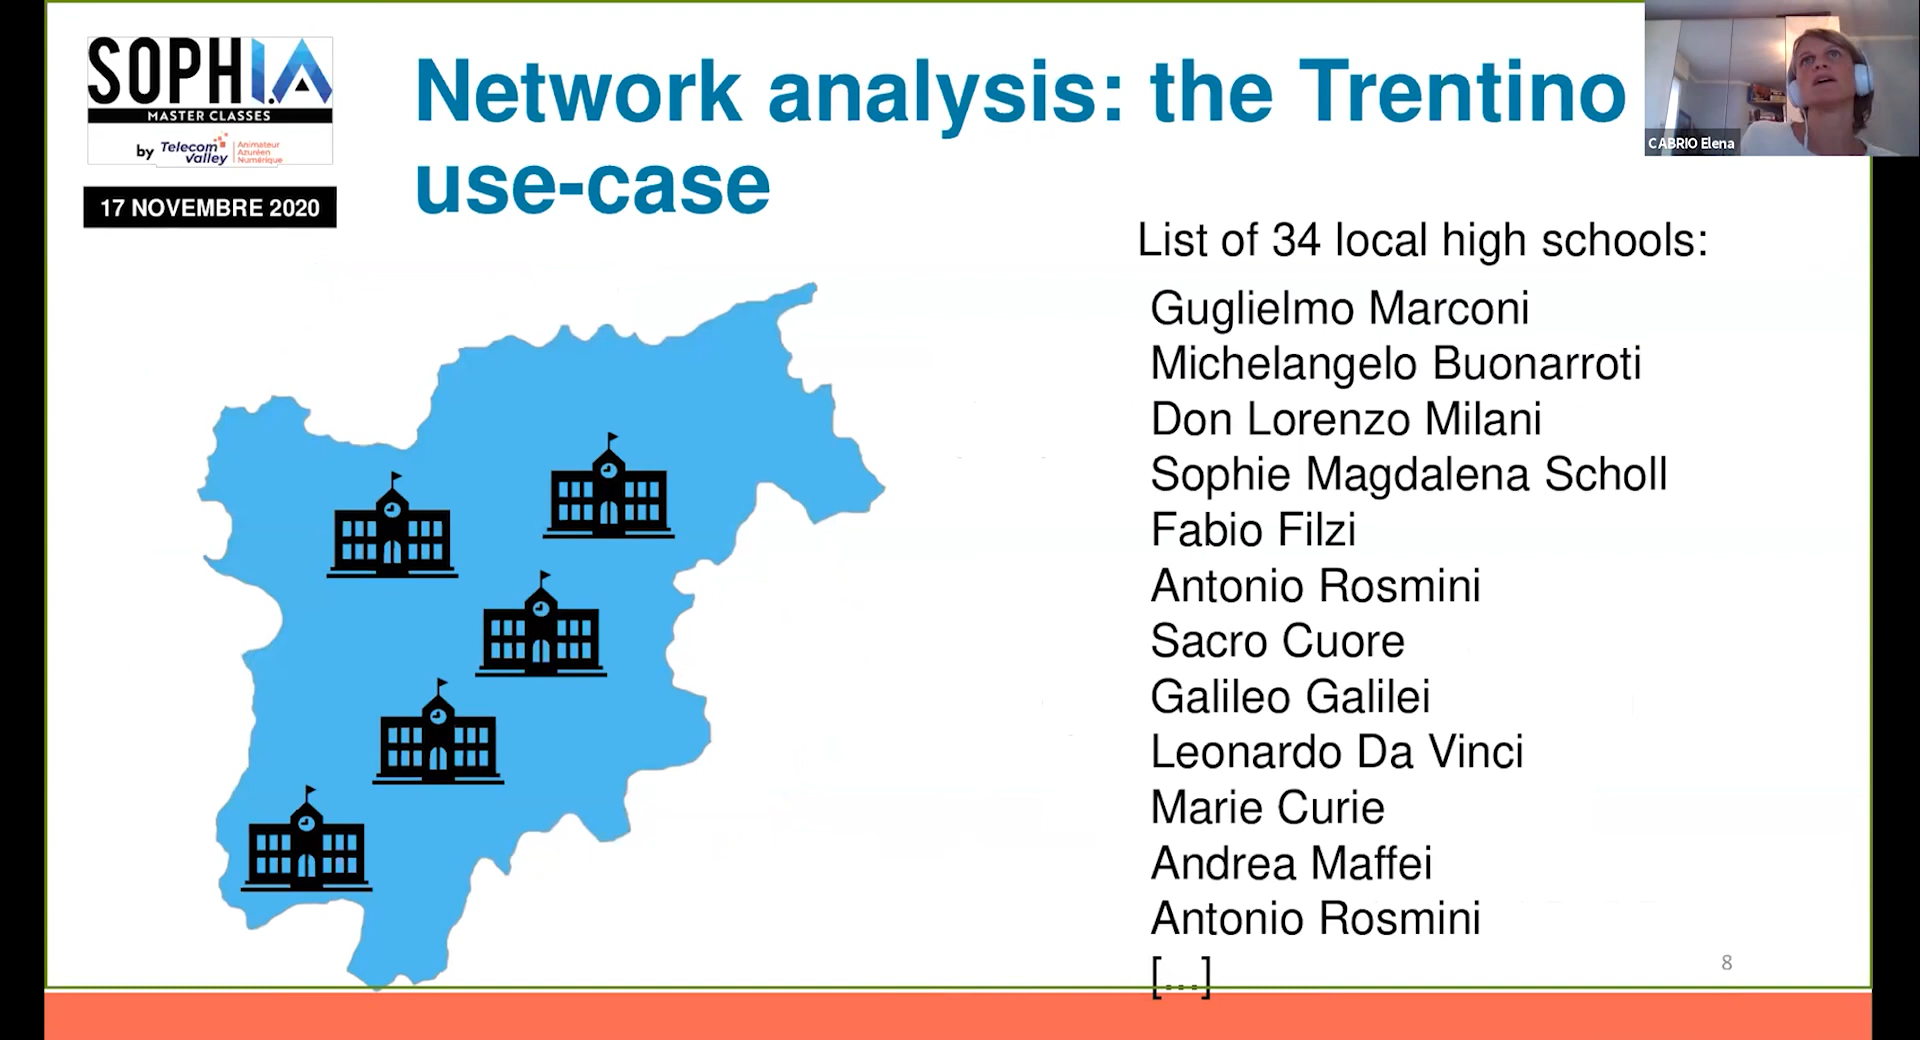 SOPHI.A
MASTER CLASSES
by Telecom Valley
Animateur
Azuréen
Numérique
17 NOVEMBRE 2020
Network analysis: the Trentino
use-case
CABRIO Elena
List of 34 local high schools:
Guglielmo Marconi
Michelangelo Buonarroti
Don Lorenzo Milani
Sophie Magdalena Scholl
Fabio Filzi
Antonio Rosmini
Sacro Cuore
Galileo Galilei
Leonardo Da Vinci
Marie Curie
Andrea Maffei
Antonio Rosmini
[...]
8